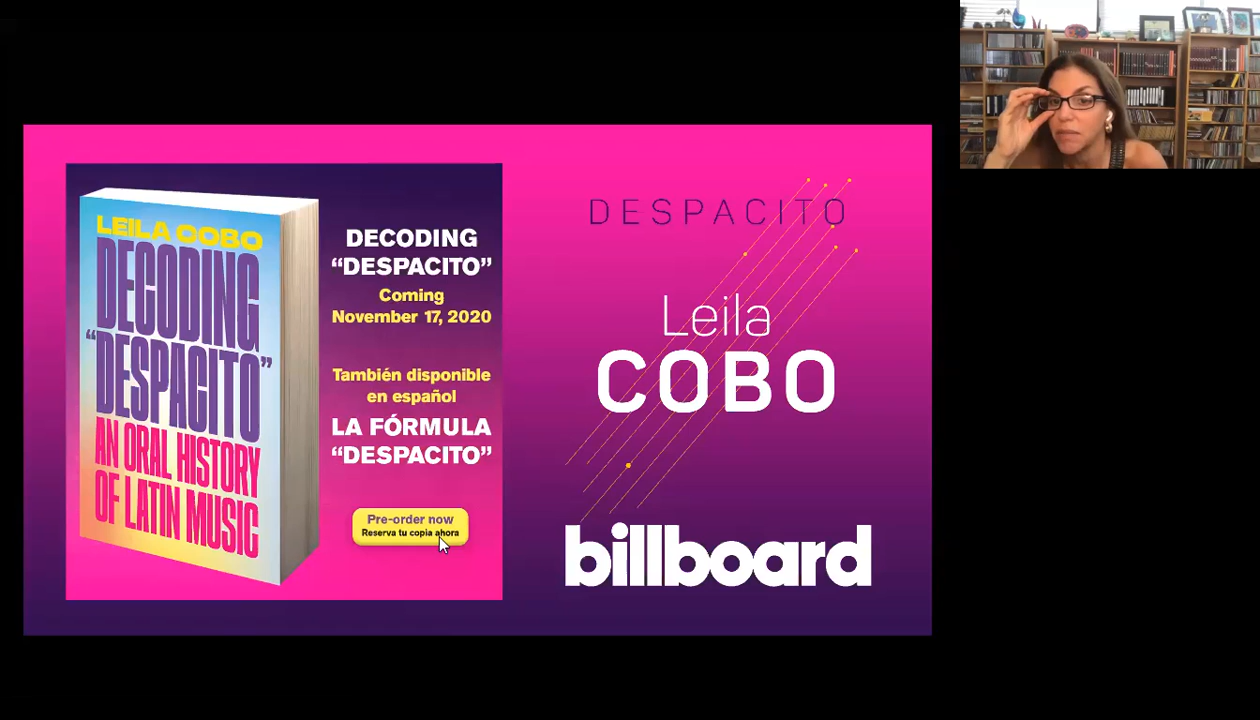 LEILA COBO
DECODING
“DESPACITO”
AN ORAL HISTORY
OF LATIN MUSIC
DECODING
“DESPACITO”
Coming
November 17, 2020
También disponible
en español
LA FÓRMULA
“DESPACITO”
Pre-order now
Reserva tu copia ahora
DESPACITO
Leila
COBO
billboard